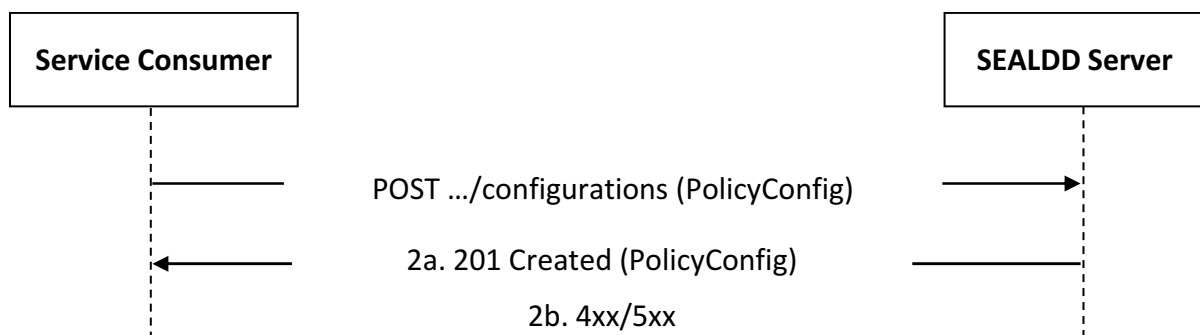 Service Consumer
SEALDD Server
POST …/configurations (PolicyConfig)
2a. 201 Created (PolicyConfig)
2b. 4xx/5xx